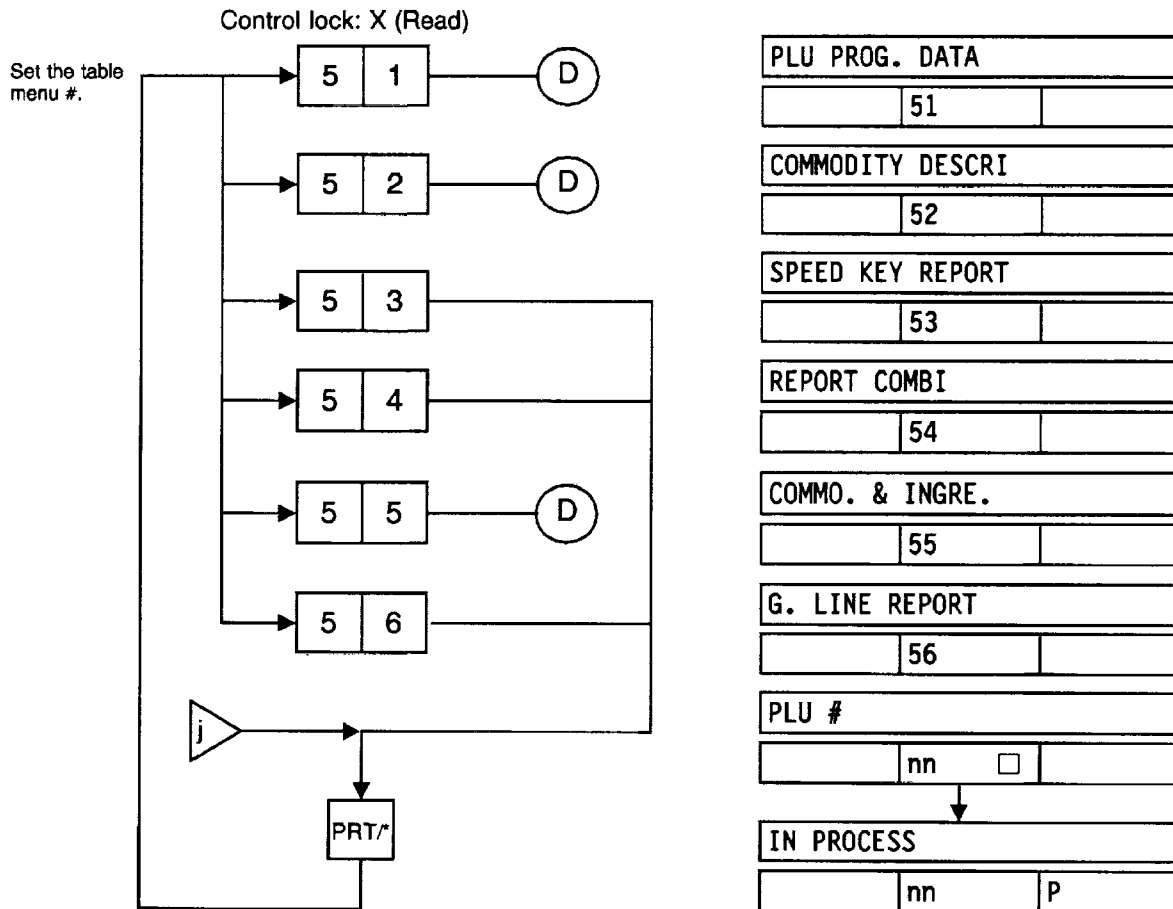 Control lock: X (Read)
Set the table
menu #.
5 1
D
5 2
D
5 3
5 4
5 5
D
5 6
j
PRT/*
PLU PROG. DATA
51
COMMODITY DESCRI
52
SPEED KEY REPORT
53
REPORT COMBI
54
COMMO. & INGRE.
55
G. LINE REPORT
56
PLU #
nn □
IN PROCESS
nn P